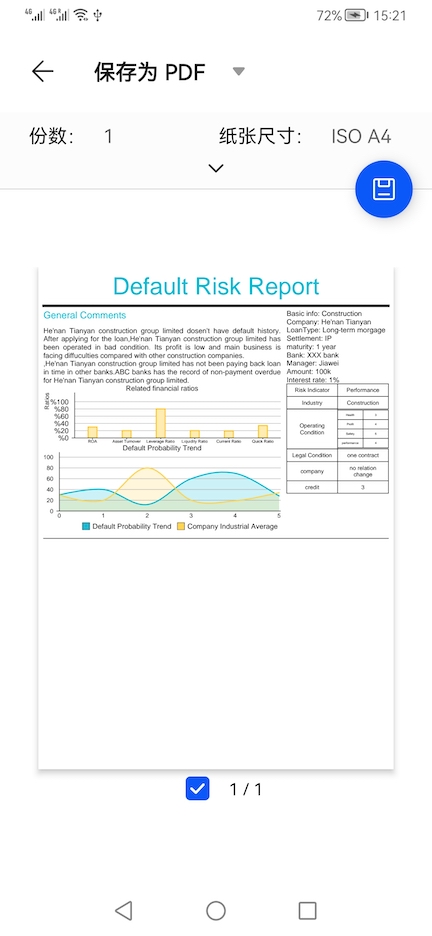 4G 4G R 72% 15:21
保存为 PDF
份数： 1 纸张尺寸： ISO A4
Default Risk Report
General Comments
He'nan Tianyan construction group limited dosen't have default history.
After applying for the loan,He'nan Tianyan construction group limited has
been operated in bad condition. Its profit is low and main business is
facing diffuculties compared with other construction companies.
,He'nan Tianyan construction group limited has not been paying back loan
in time in other banks.ABC banks has the record of non-payment overdue
for He'nan Tianyan construction group limited.
Related financial ratios
Ratios
%100
%80
%60
%40
%20
%0
ROA Asset Turnover Leverage Ratio Liquidity Ratio Current Ratio Quick Ratio
Default Probability Trend
100
80
60
40
20
0
0 1 2 3 4 5
Default Probability Trend Company Industrial Average
Basic info: Construction
Company: He'nan Tianyan
LoanType: Long-term morgage
Settlement: IP
maturity: 1 year
Bank: XXX bank
Manager: Jiawei
Amount: 100k
Interest rate: 1%
Risk Indicator Performance
Industry Construction
Operating
Condition
Legal Condition one contract
company no relation
change
credit 3
1 / 1